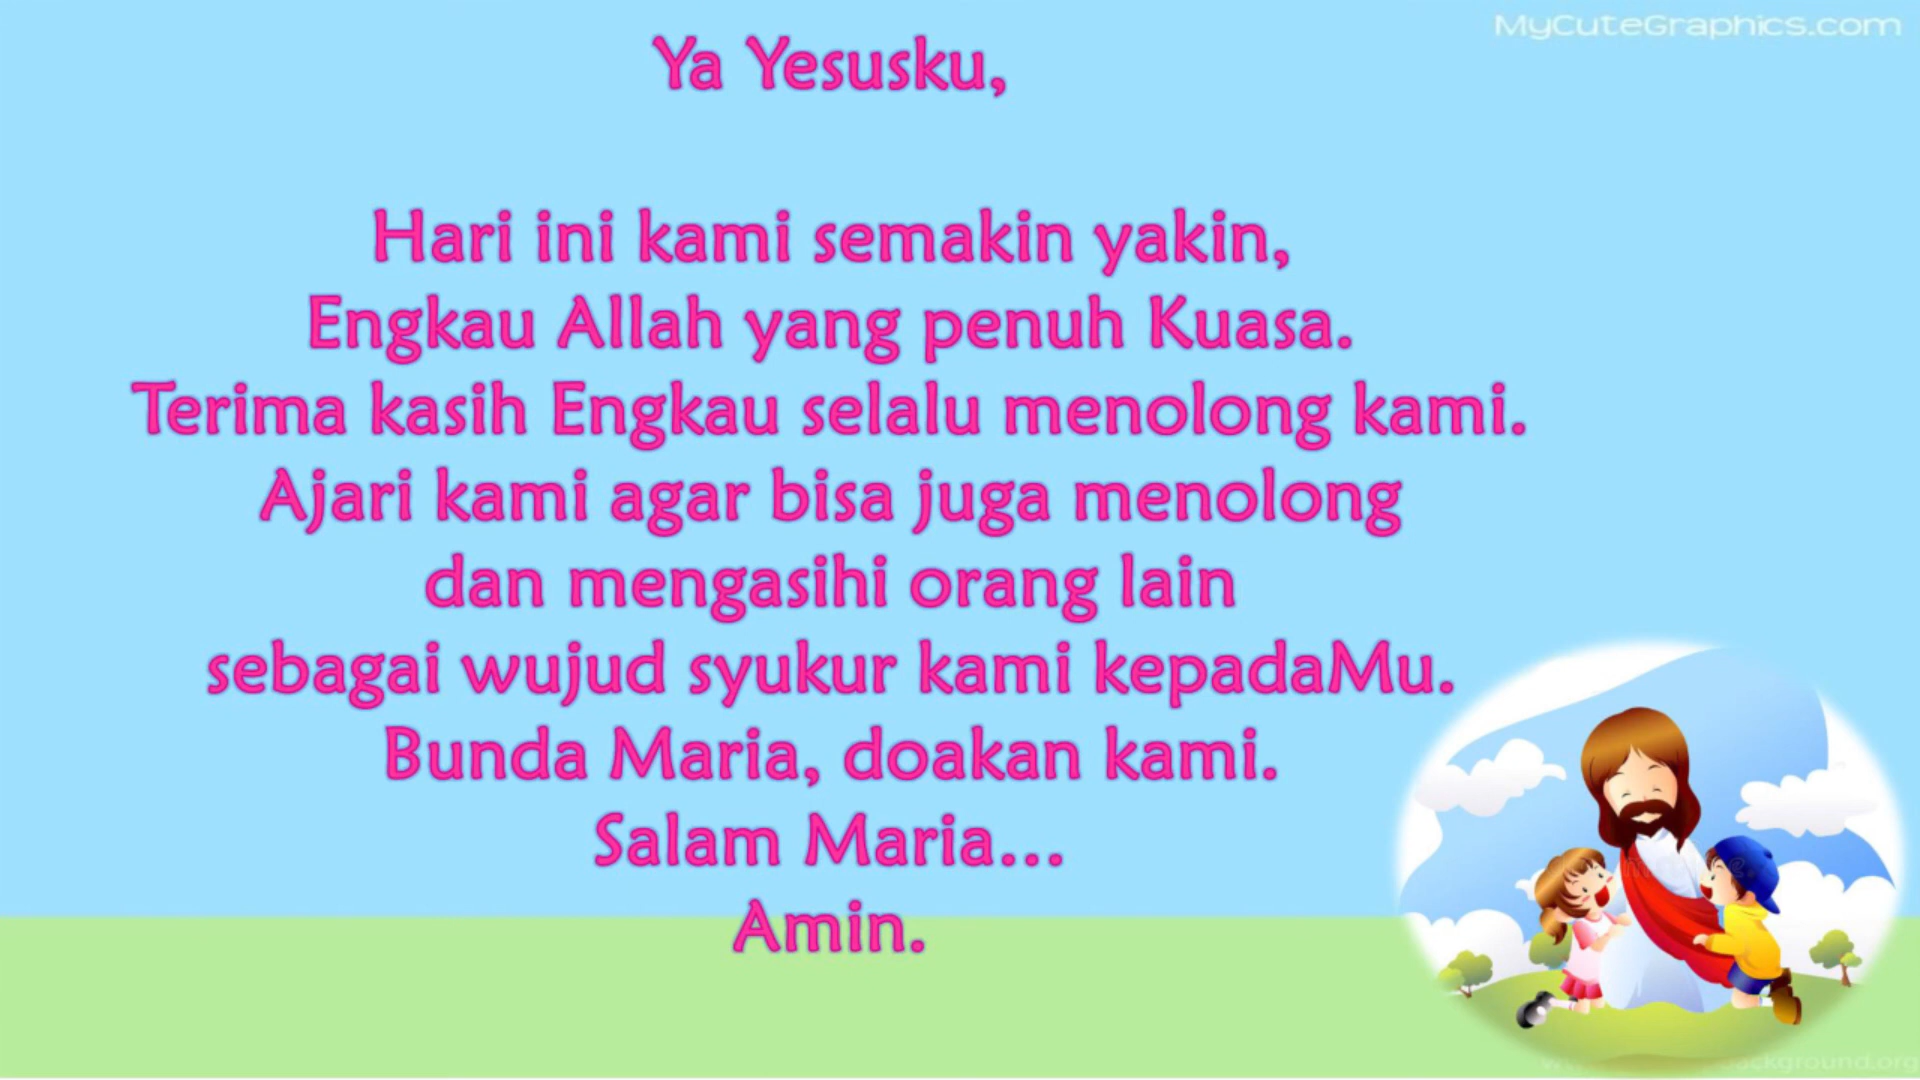 MyCuteGraphics.com
Ya Yesusku,
Hari ini kami semakin yakin,
Engkau Allah yang penuh Kuasa.
Terima kasih Engkau selalu menolong kami.
Ajari kami agar bisa juga menolong
dan mengasihi orang lain
sebagai wujud syukur kami kepadaMu.
Bunda Maria, doakan kami.
Salam Maria...
Amin.